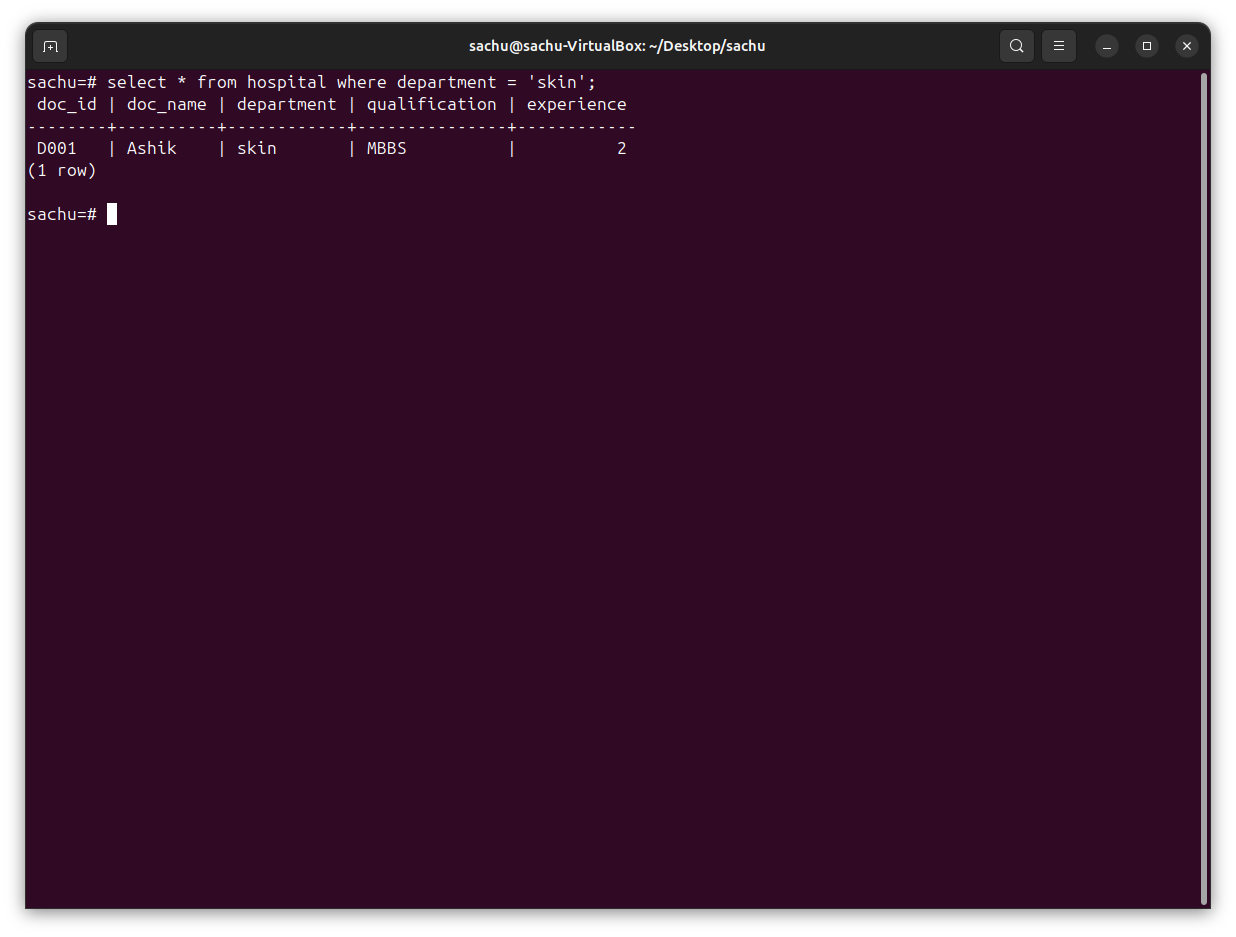 sachu@sachu-VirtualBox: ~/Desktop/sachu
sachu=# select * from hospital where department = 'skin';
 doc_id | doc_name | department | qualification | experience
--------+----------+------------+---------------+------------
 D001   | Ashik    | skin       | MBBS          |          2
(1 row)
sachu=#